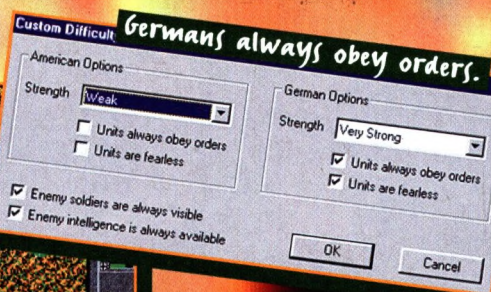 Germans always obey orders.
Custom Difficult
American Options
Strength Weak
Units always obey orders
Units are fearless
German Options
Strength Very Strong
Units always obey orders
Units are fearless
Enemy soldiers are always visible
Enemy intelligence is always available
OK Cancel